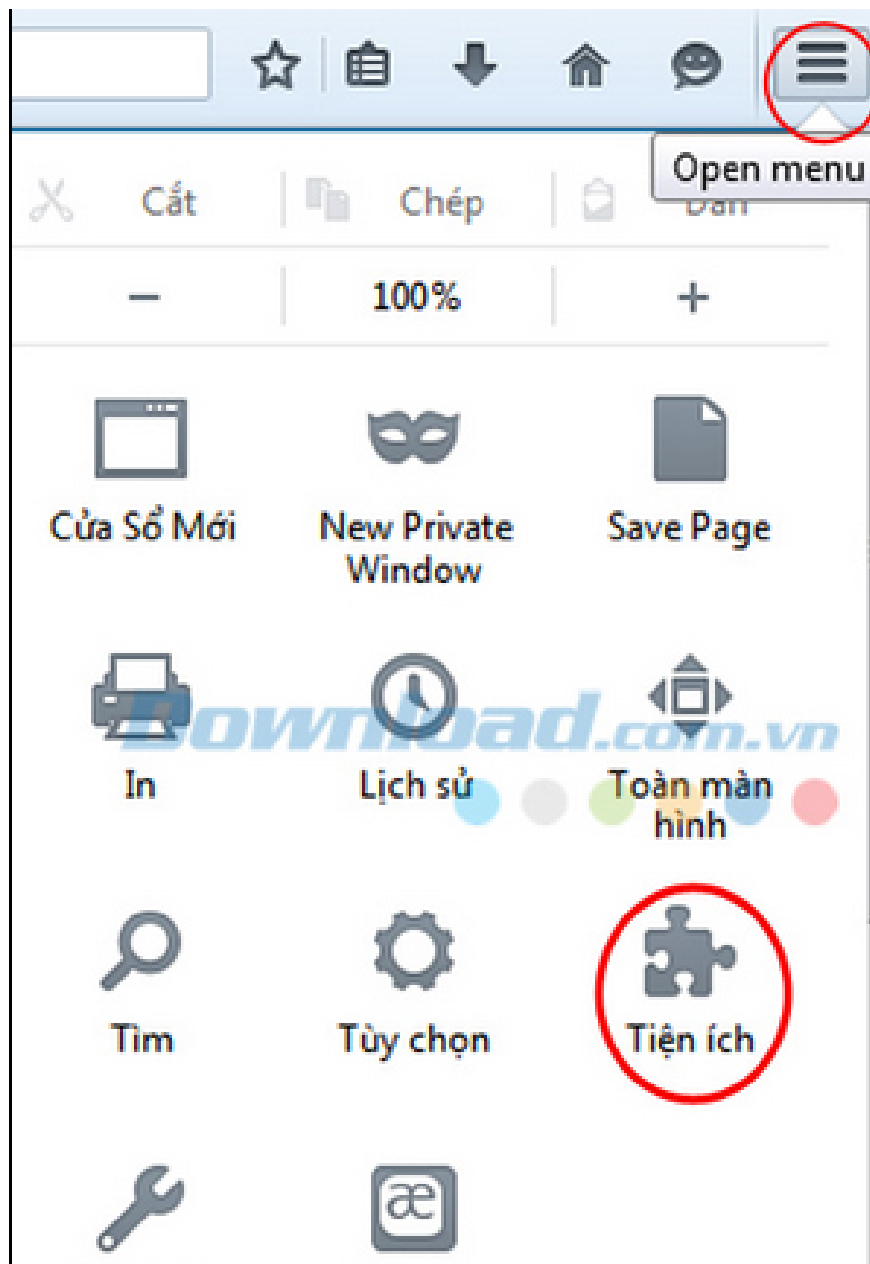 Open menu
Cắt
Chép
Dán
100%
Cửa Sổ Mới
New Private
Window
Save Page
In
Lịch sử
Toàn màn
hình
Download.com.vn
Tìm
Tùy chọn
Tiện ích
æ